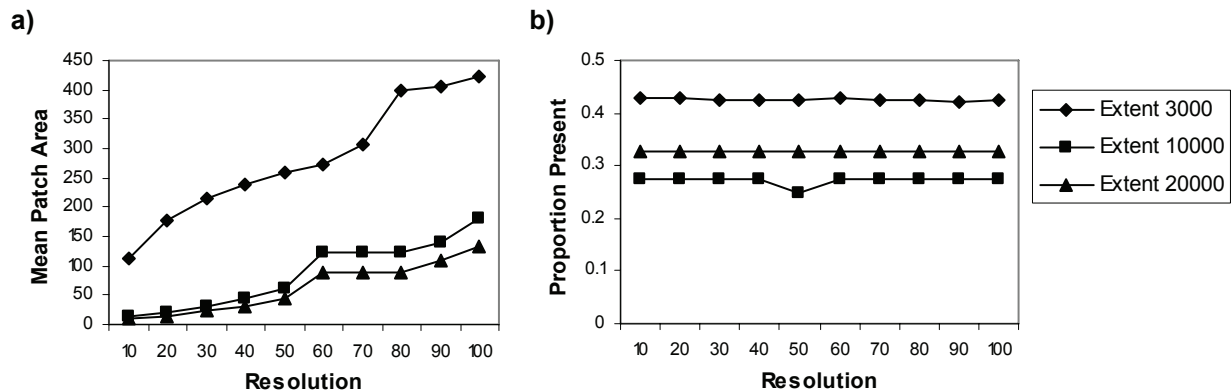 a)
450
400
350
300
250
200
150
100
50
0
Mean Patch Area
10 20 30 40 50 60 70 80 90 100
Resolution
b)
0.5
0.4
0.3
0.2
0.1
0
Proportion Present
10 20 30 40 50 60 70 80 90 100
Resolution
Extent 3000
Extent 10000
Extent 20000